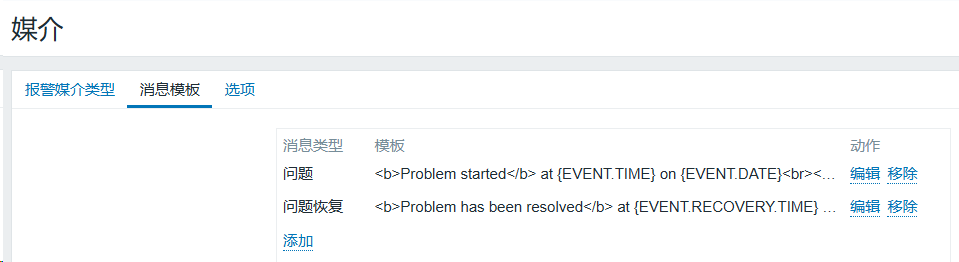 媒介
报警媒介类型 消息模板 选项
消息类型 模板 动作
问题 <b>Problem started</b> at {EVENT.TIME} on {EVENT.DATE}<br><... 编辑 移除
问题恢复 <b>Problem has been resolved</b> at {EVENT.RECOVERY.TIME} ... 编辑 移除
添加